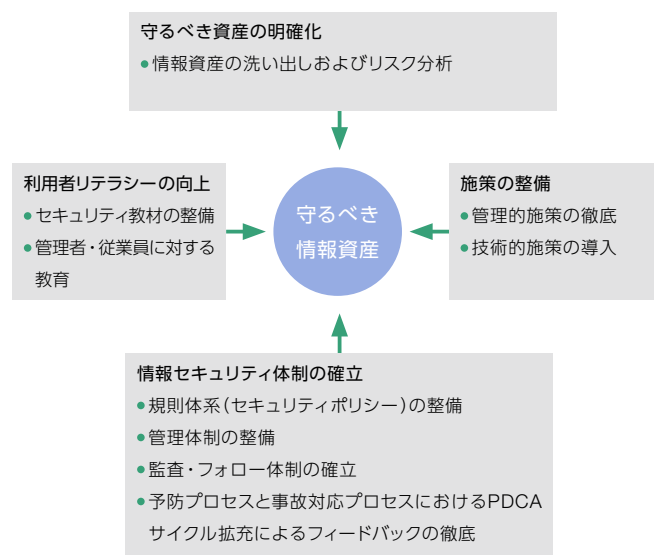 守るべき資産の明確化
●情報資産の洗い出しおよびリスク分析
利用者リテラシーの向上
●セキュリティ教材の整備
●管理者・従業員に対する
教育
守るべき
情報資産
施策の整備
●管理的施策の徹底
●技術的施策の導入
情報セキュリティ体制の確立
●規則体系(セキュリティポリシー)の整備
●管理体制の整備
●監査・フォロー体制の確立
●予防プロセスと事故対応プロセスにおけるPDCA
サイクル拡充によるフィードバックの徹底